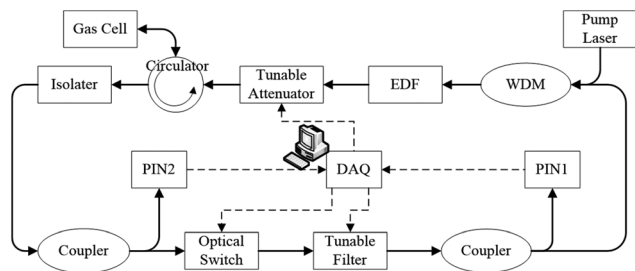 Gas Cell
Pump
Laser
Circulator
Isolater
Tunable
Attenuator
EDF
WDM
PIN2
DAQ
PIN1
Coupler
Optical
Switch
Tunable
Filter
Coupler